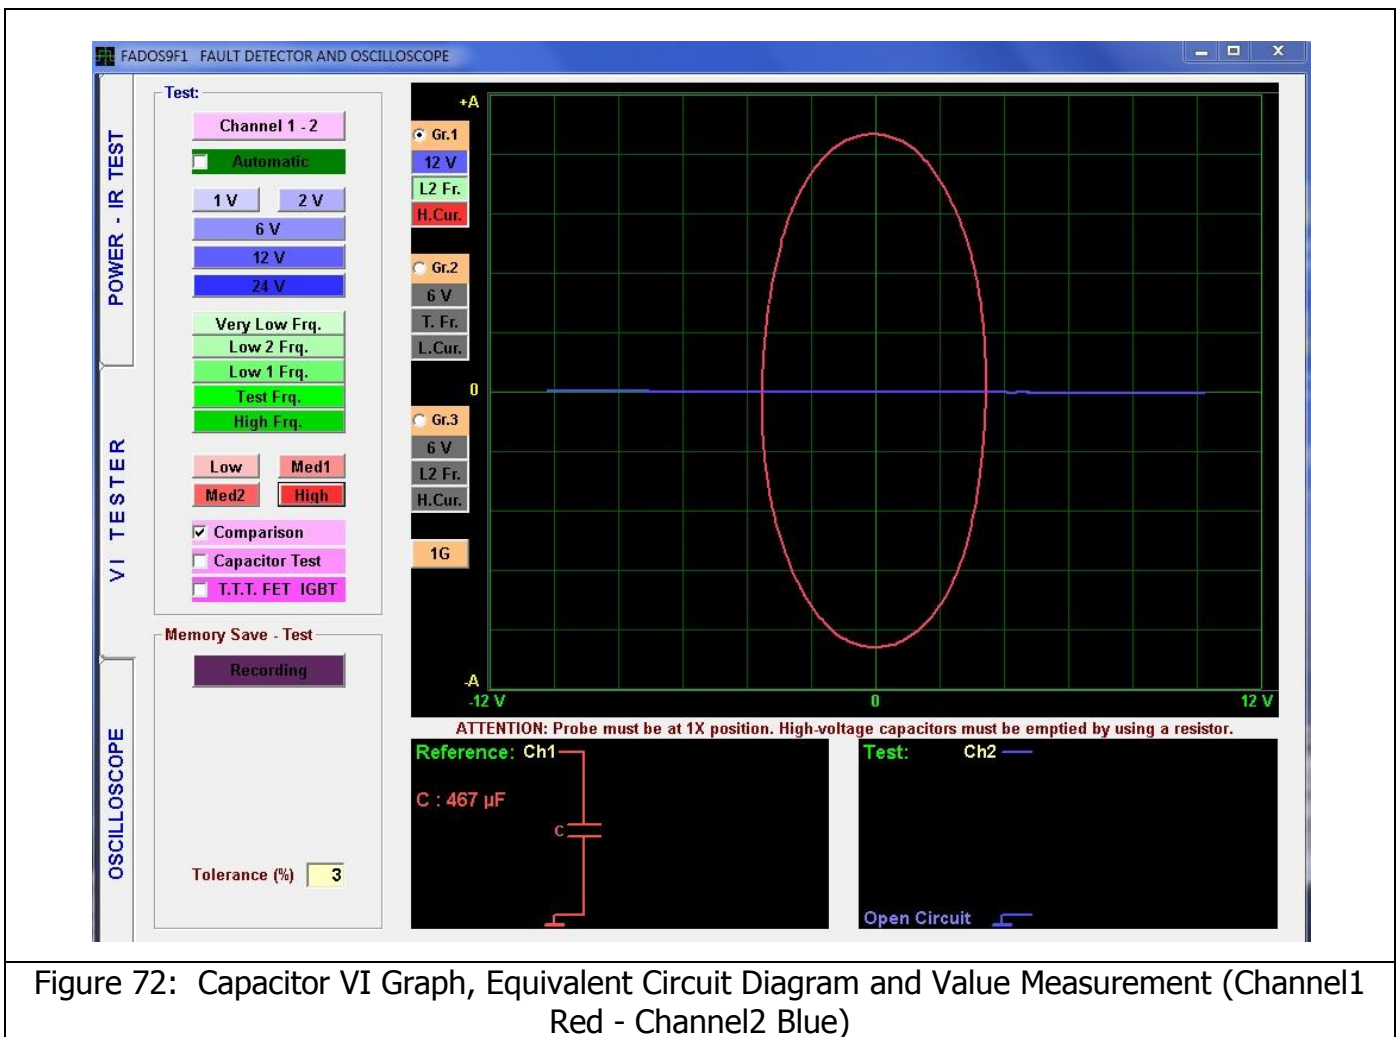 FADOS9F1 FAULT DETECTOR AND OSCILLOSCOPE
POWER - IR TEST
VI TESTER
OSCILLOSCOPE
Test:
Channel 1 - 2
Automatic
1 V 2 V
6 V
12 V
24 V
Very Low Frq.
Low 2 Frq.
Low 1 Frq.
Test Frq.
High Frq.
Low Med1
Med2 High
Comparison
Capacitor Test
T.T.T. FET IGBT
Memory Save - Test
Recording
Tolerance (%) 3
Gr.1
12 V
L2 Fr.
H.Cur.
Gr.2
6 V
T. Fr.
L.Cur.
Gr.3
6 V
L2 Fr.
H.Cur.
1G
+A
0
-A
-12 V 0 12 V
ATTENTION: Probe must be at 1X position. High-voltage capacitors must be emptied by using a resistor.
Reference: Ch1
C : 467 µF
C
Test: Ch2
Open Circuit
Figure 72: Capacitor VI Graph, Equivalent Circuit Diagram and Value Measurement (Channel1
Red - Channel2 Blue)